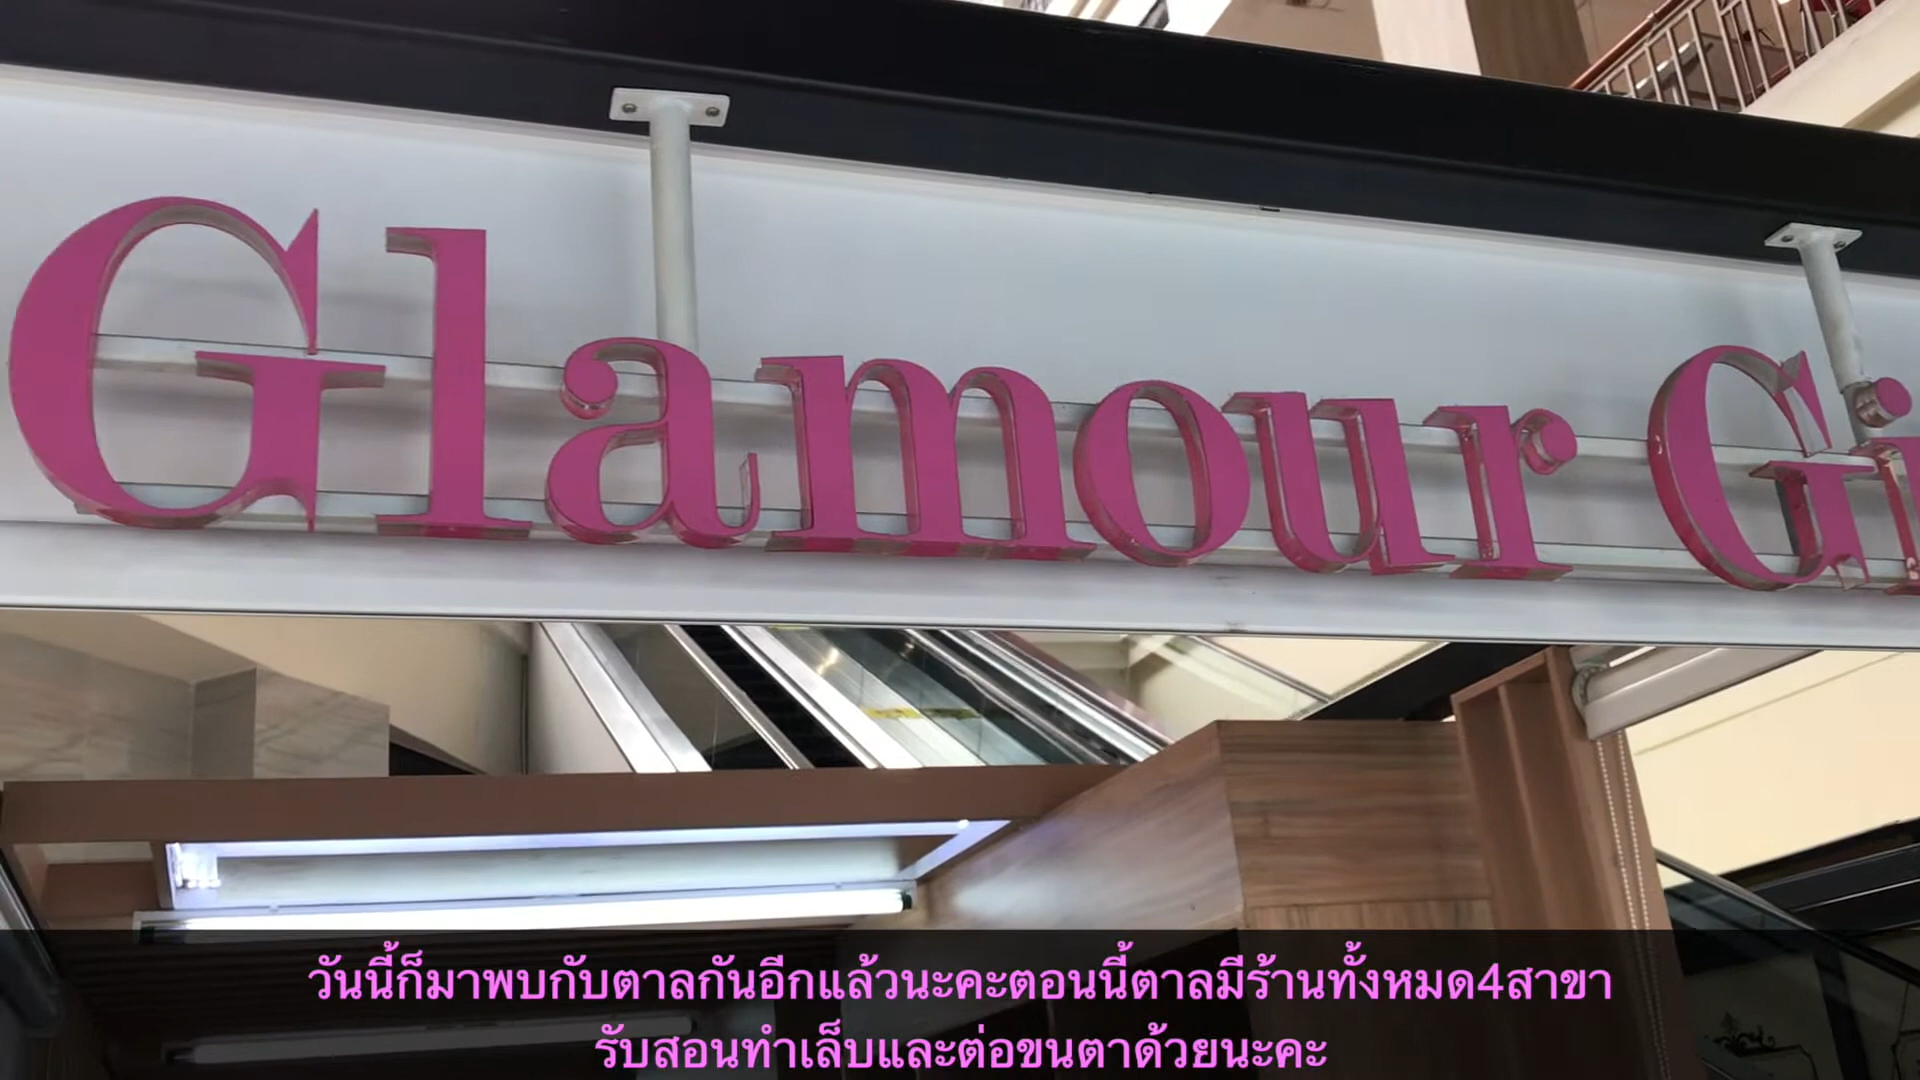 Glamour Gi
วันนี้ก็มาพบกับตาลกันอีกแล้วนะคะตอนนี้ตาลมีร้านทั้งหมด4สาขา
รับสอนทำเล็บและต่อขนตาด้วยนะคะ